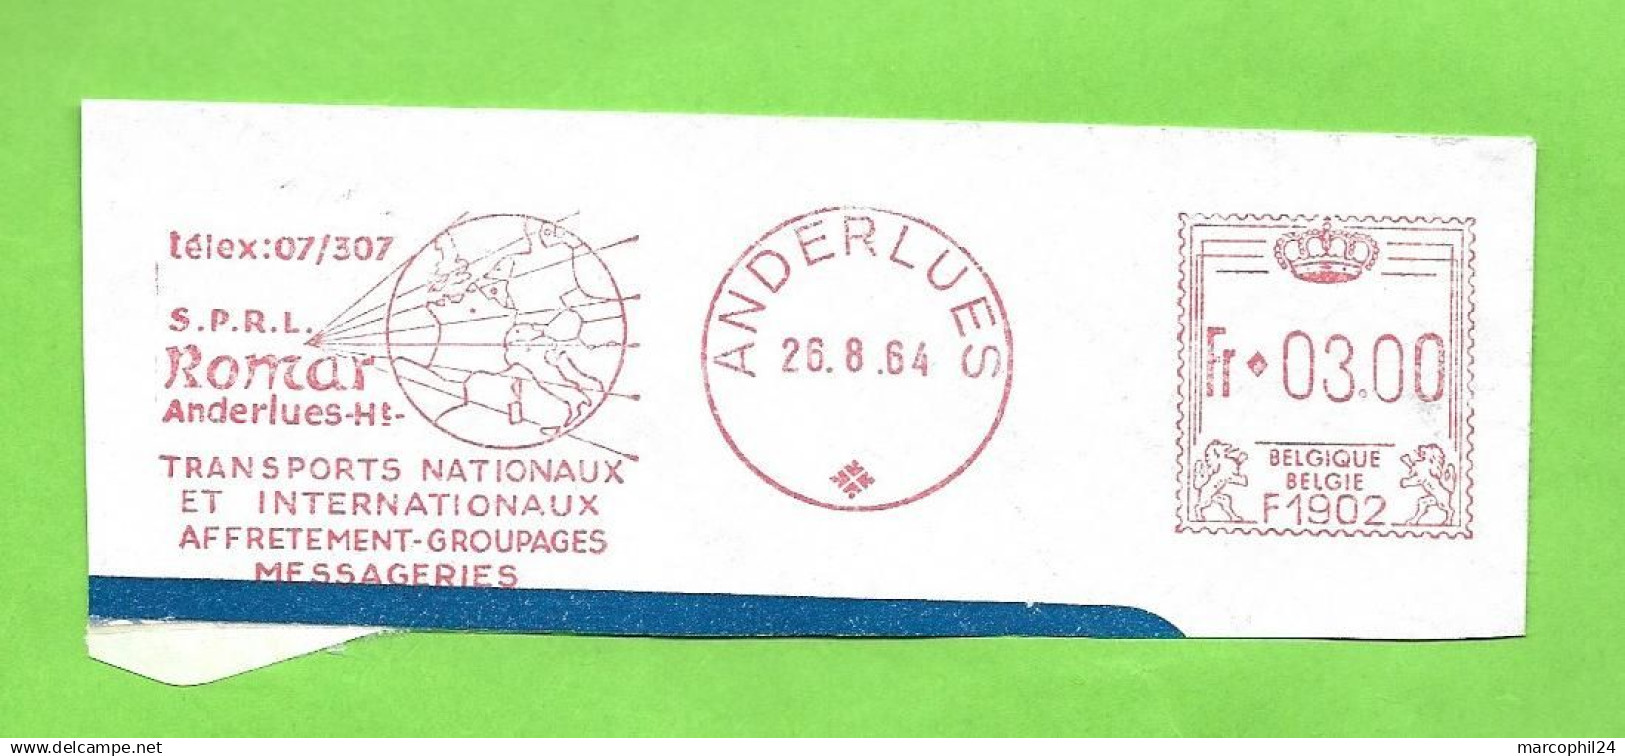 télex:07/307
S.P.R.L.
Romar
Anderlues-Ht-
TRANSPORTS NATIONAUX
ET INTERNATIONAUX
AFFRETEMENT-GROUPAGES
MESSAGERIES
ANDERLUES
26.8.64
Fr 03.00
BELGIQUE
BELGIE
F1902
www.delcampe.net
marcophil24